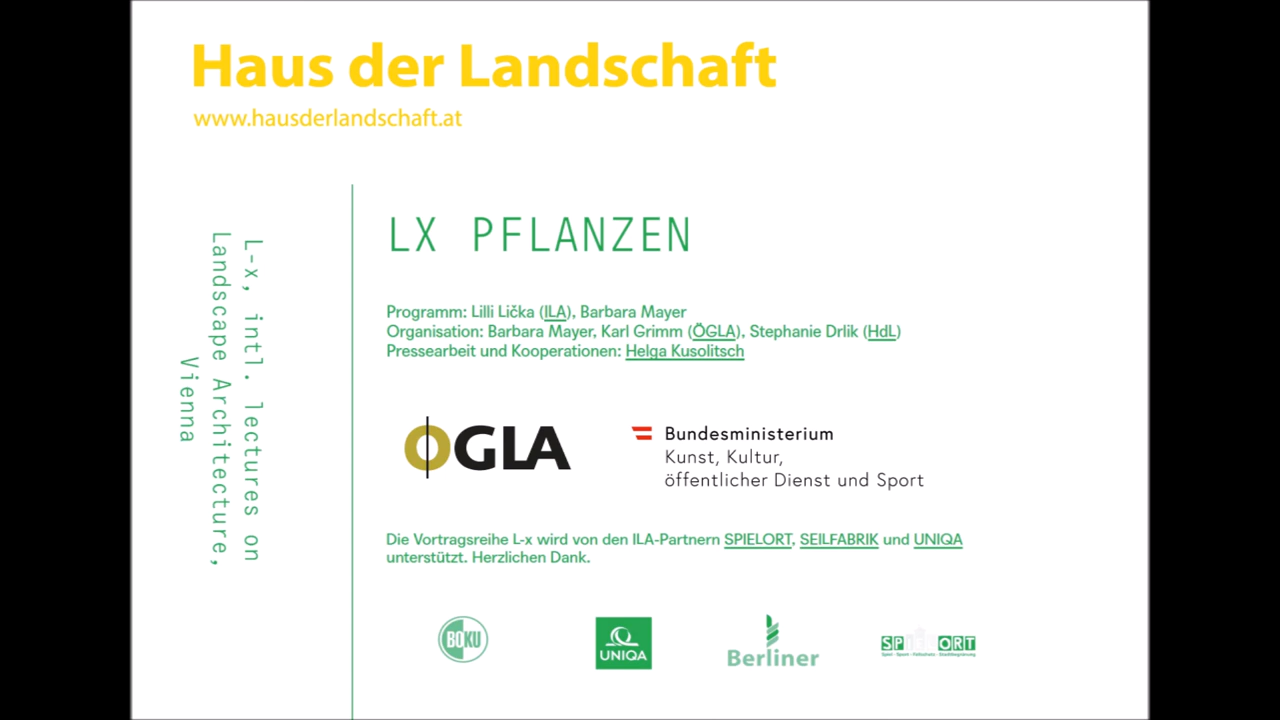 Haus der Landschaft
www.hausderlandschaft.at
L-x, intl. lectures on
Landscape Architecture,
Vienna
LX PFLANZEN
Programm: Lilli Lička (ILA), Barbara Mayer
Organisation: Barbara Mayer, Karl Grimm (ÖGLA), Stephanie Drlik (HdL)
Pressearbeit und Kooperationen: Helga Kusolitsch
ÖGLA
Bundesministerium
Kunst, Kultur,
öffentlicher Dienst und Sport
Die Vortragsreihe L-x wird von den ILA-Partnern SPIELORT, SEILFABRIK und UNIQA
unterstützt. Herzlichen Dank.
BOKU
UNIQA
Berliner
SPIELORT